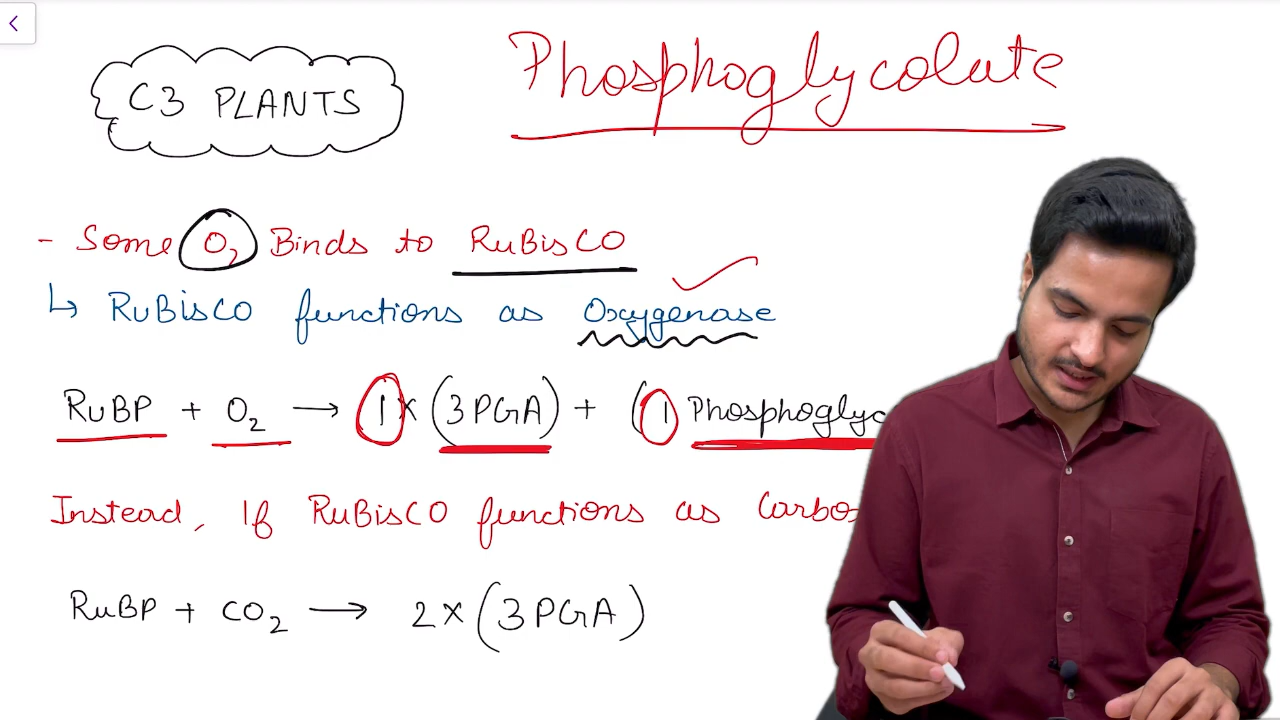 C3 PLANTS
Phosphoglycolate
- Some O₂ Binds to RuBisCO
↳ RuBisCO functions as Oxygenase
RuBP + O₂ → 1 × (3PGA) + (1 Phosphoglyc
Instead, If RuBisCO functions as Carbo
RuBP + CO₂ → 2 × (3PGA)